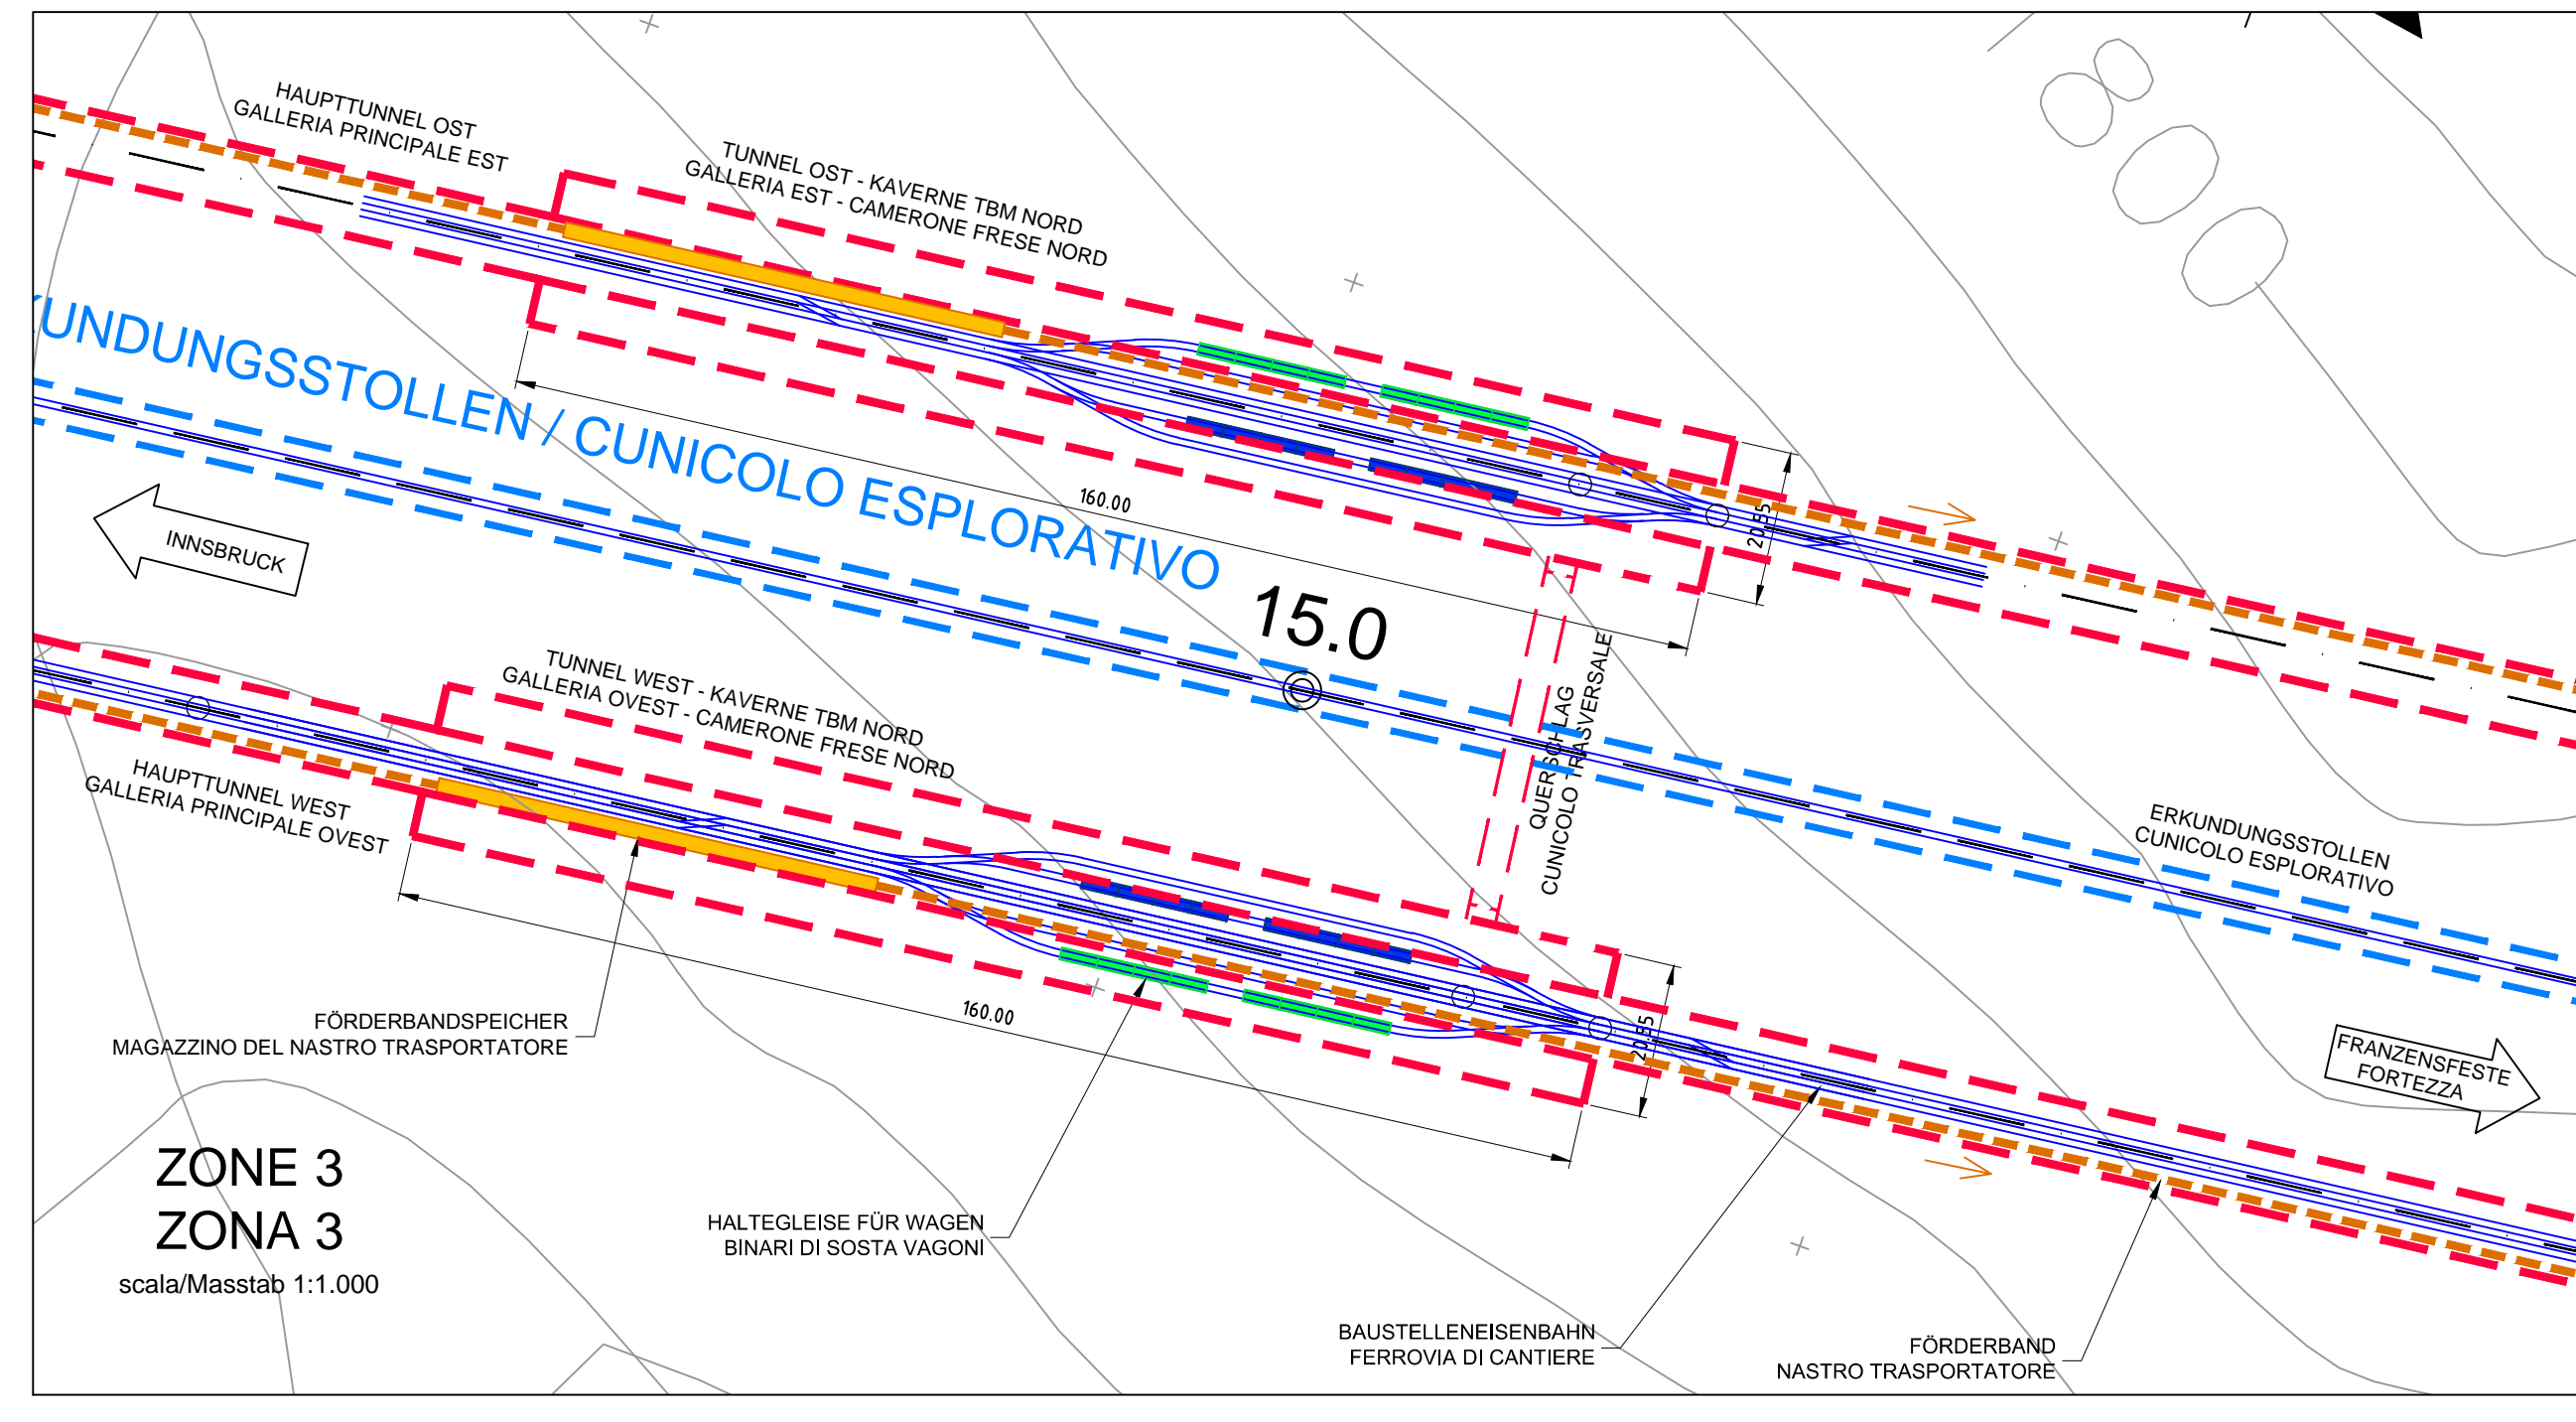 HAUPTTUNNEL OST
GALLERIA PRINCIPALE EST
TUNNEL OST - KAVERNE TBM NORD
GALLERIA EST - CAMERONE FRESE NORD
UNDUNGSSTOLLEN / CUNICOLO ESPLORATIVO
160.00
20.55
15.0
INNSBRUCK
TUNNEL WEST - KAVERNE TBM NORD
GALLERIA OVEST - CAMERONE FRESE NORD
QUERSCHLAG
CUNICOLO TRASVERSALE
HAUPTTUNNEL WEST
GALLERIA PRINCIPALE OVEST
ERKUNDUNGSSTOLLEN
CUNICOLO ESPLORATIVO
160.00
20.55
FÖRDERBANDSPEICHER
MAGAZZINO DEL NASTRO TRASPORTATORE
FRANZENSFESTE
FORTEZZA
ZONE 3
ZONA 3
scala/Masstab 1:1.000
HALTEGLEISE FÜR WAGEN
BINARI DI SOSTA VAGONI
BAUSTELLENEISENBAHN
FERROVIA DI CANTIERE
FÖRDERBAND
NASTRO TRASPORTATORE